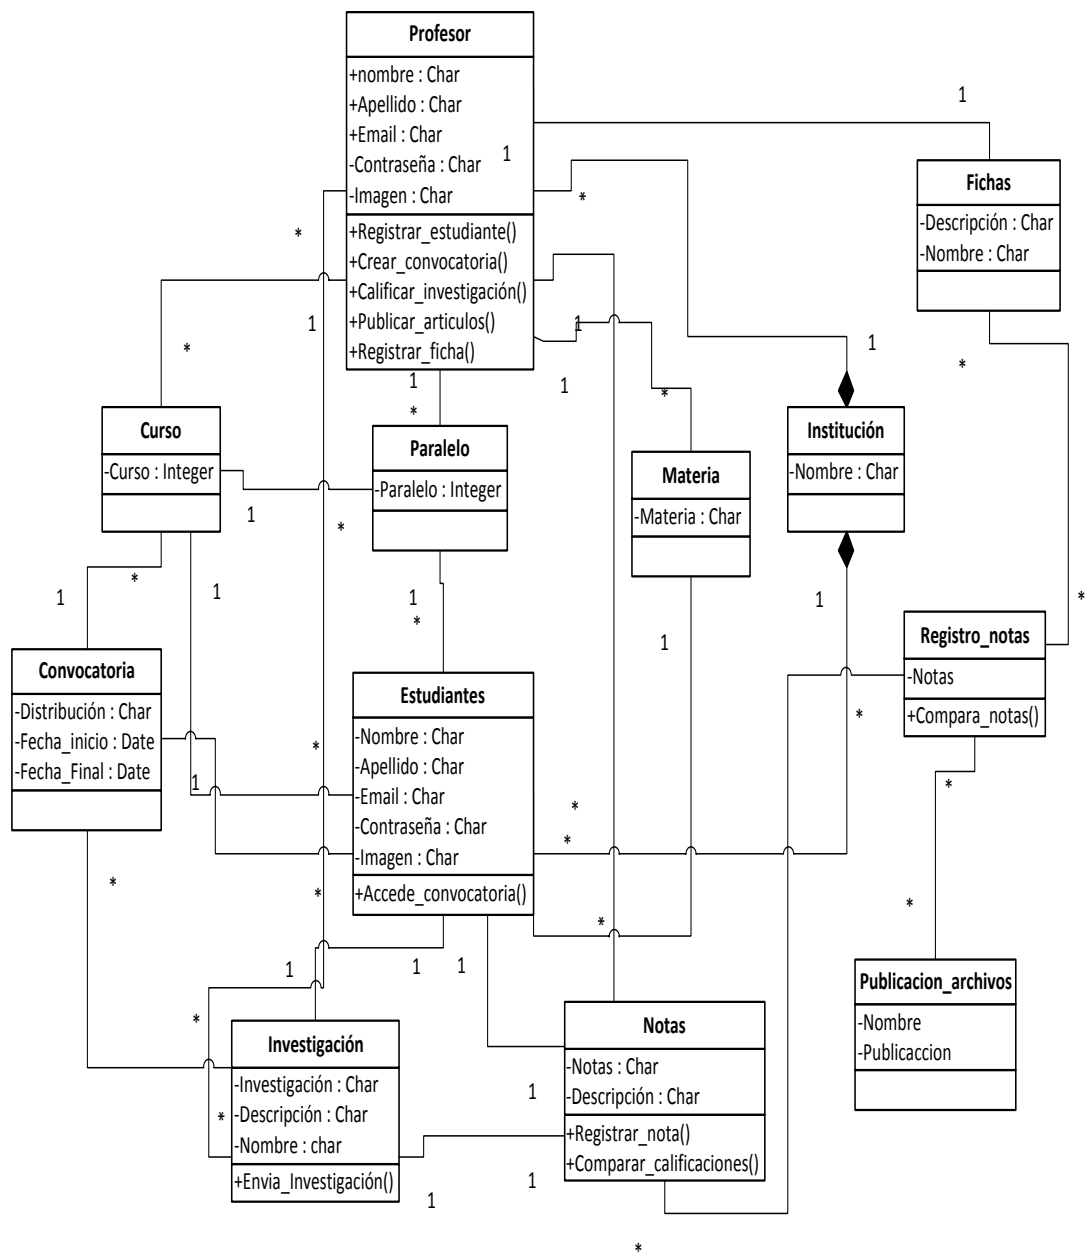 Profesor
+nombre : Char
+Apellido : Char
+Email : Char
-Contraseña : Char
-Imagen : Char
+Registrar_estudiante()
+Crear_convocatoria()
+Calificar_investigación()
+Publicar_articulos()
+Registrar_ficha()
1
1
*
*
1
*
1
1
1
*
1
*
1
*
Fichas
-Descripción : Char
-Nombre : Char
*
*
Curso
-Curso : Integer
1
*
Paralelo
-Paralelo : Integer
Materia
-Materia : Char
Institución
-Nombre : Char
*
1
1
1
*
1
1
Registro_notas
-Notas
+Compara_notas()
Convocatoria
-Distribución : Char
-Fecha_inicio : Date
-Fecha_Final : Date
Estudiantes
-Nombre : Char
-Apellido : Char
-Email : Char
-Contraseña : Char
-Imagen : Char
+Accede_convocatoria()
*
*
1
*
*
*
*
*
*
*
1
1
1
Publicacion_archivos
-Nombre
-Publicaccion
*
*
Investigación
-Investigación : Char
-Descripción : Char
-Nombre : char
+Envia_Investigación()
Notas
-Notas : Char
-Descripción : Char
+Registrar_nota()
+Comparar_calificaciones()
1
1
1
*